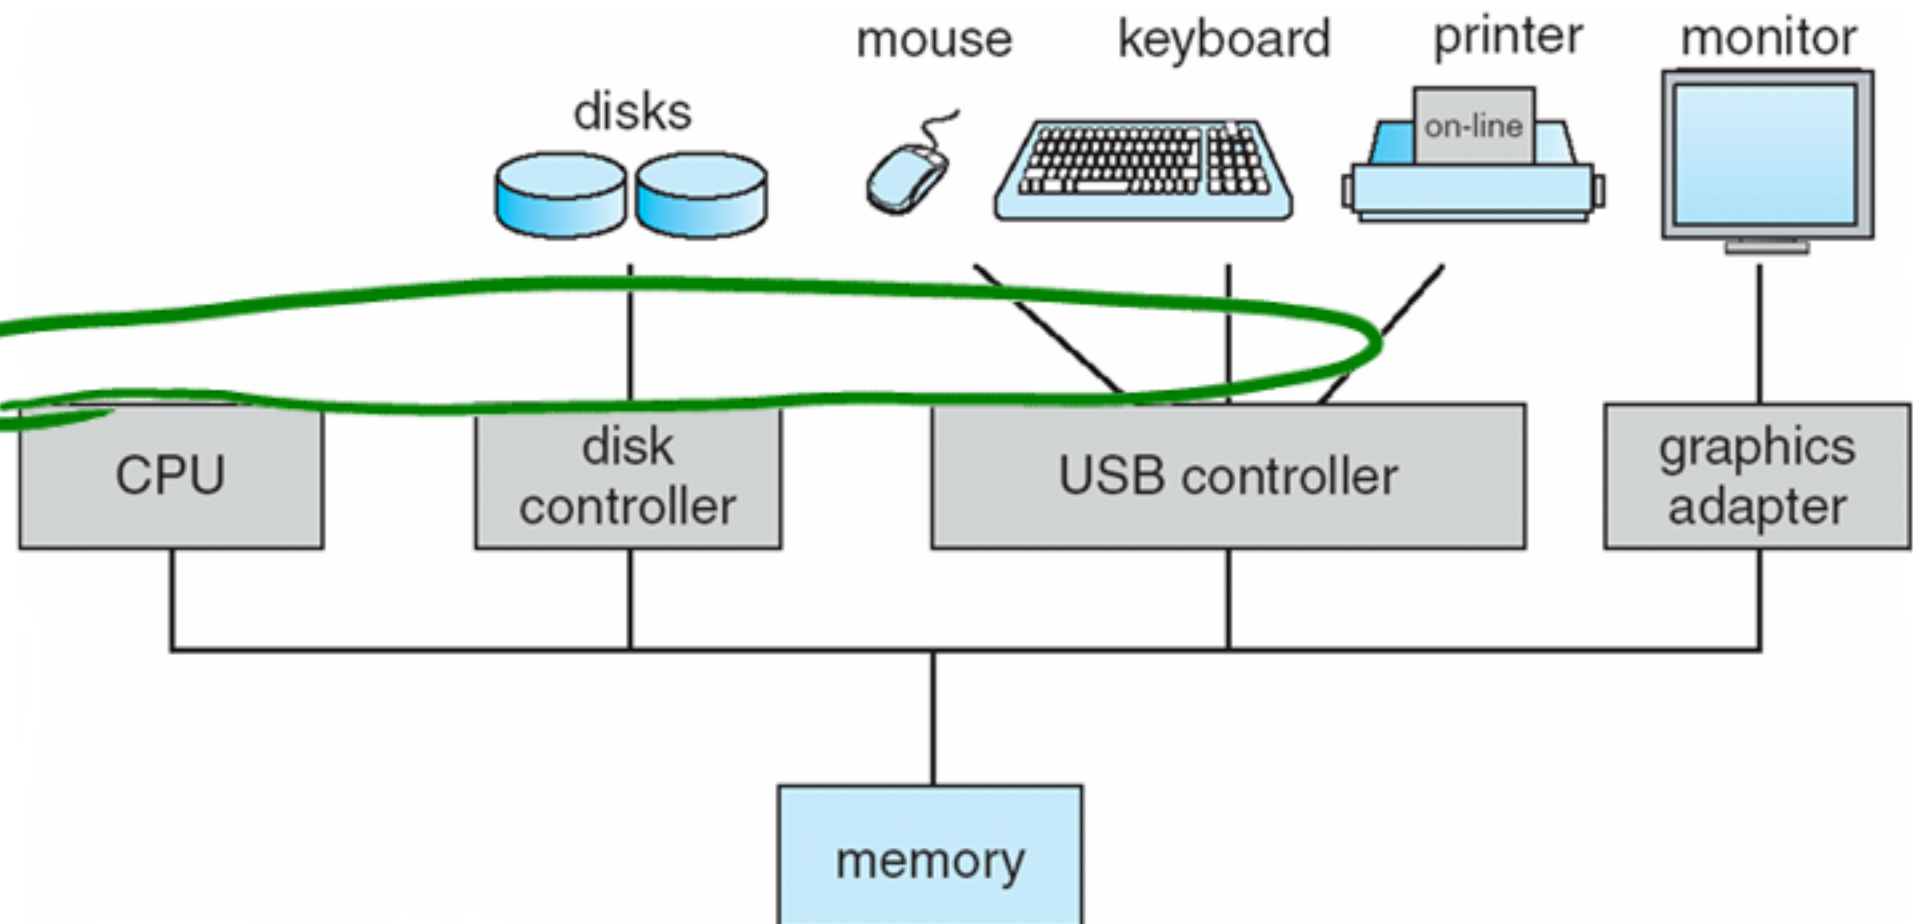 mouse
keyboard
printer
monitor
disks
on-line
CPU
disk
controller
USB controller
graphics
adapter
memory